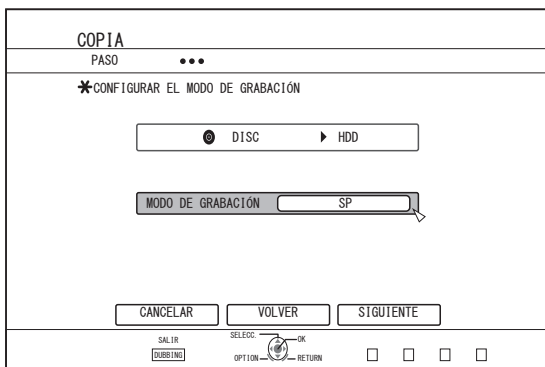 COPIA
PASO
*CONFIGURAR EL MODO DE GRABACIÓN
DISC ▶ HDD
MODO DE GRABACIÓN SP
CANCELAR VOLVER SIGUIENTE
SALIR SELECC. OK
DUBBING OPTION RETURN